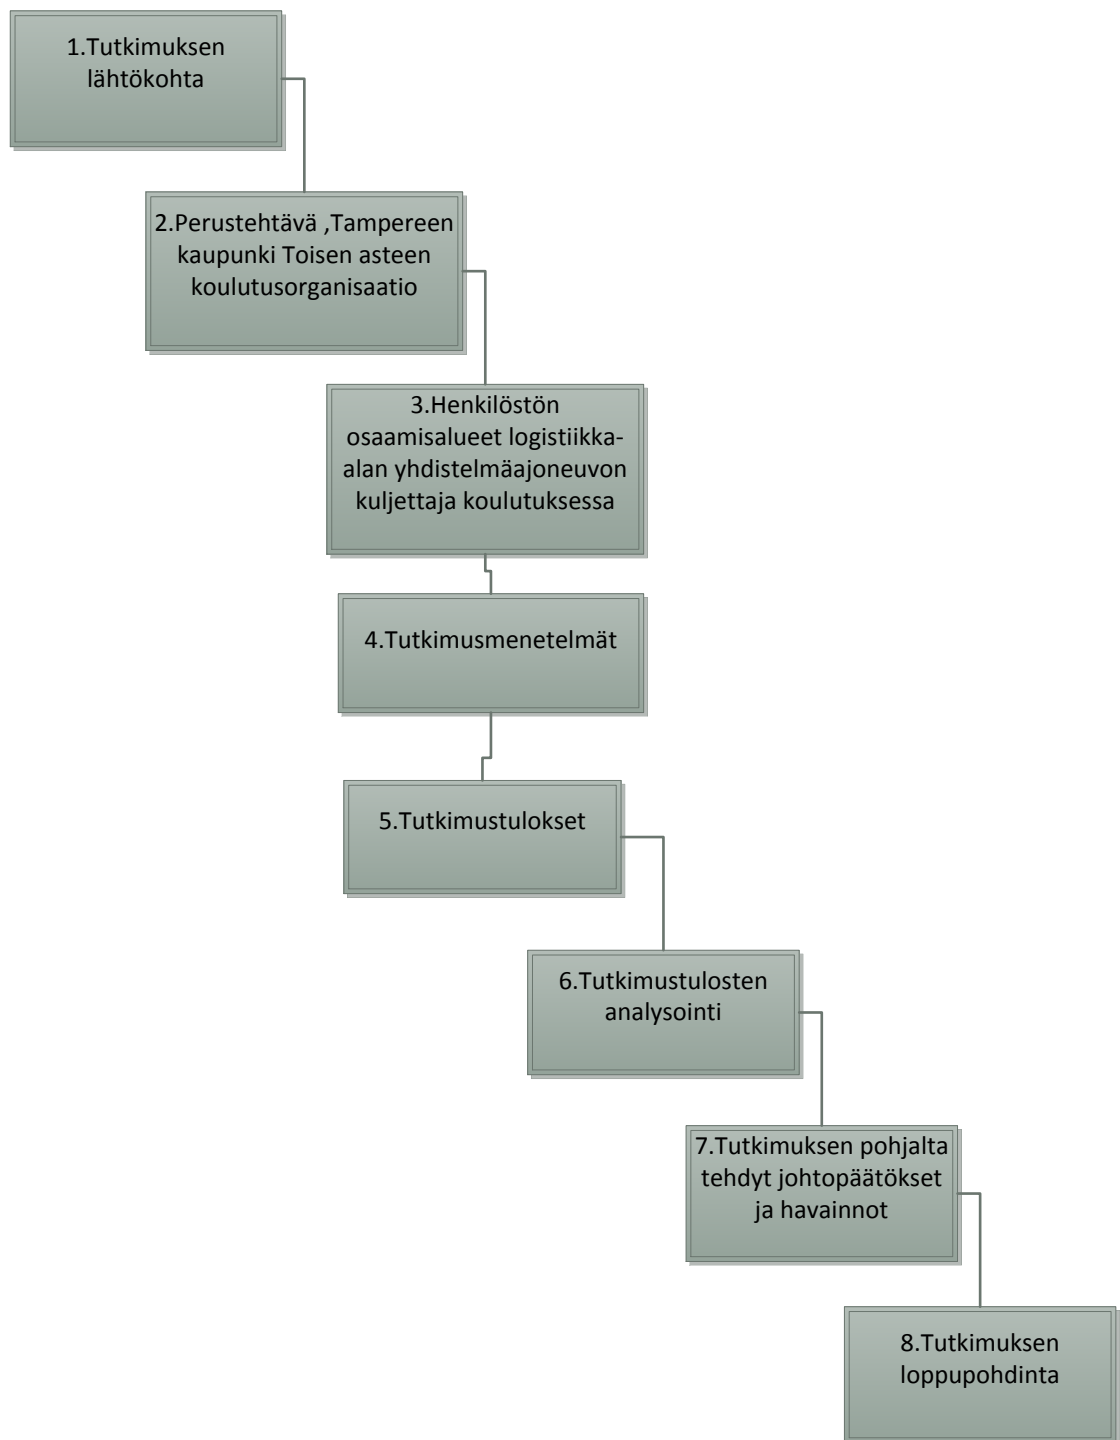 1.Tutkimuksen
lähtökohta
2.Perustehtävä ,Tampereen
kaupunki Toisen asteen
koulutusorganisaatio
3.Henkilöstön
osaamisalueet logistiikka-
alan yhdistelmäajoneuvon
kuljettaja koulutuksessa
4.Tutkimusmenetelmät
5.Tutkimustulokset
6.Tutkimustulosten
analysointi
7.Tutkimuksen pohjalta
tehdyt johtopäätökset
ja havainnot
8.Tutkimuksen
loppupohdinta